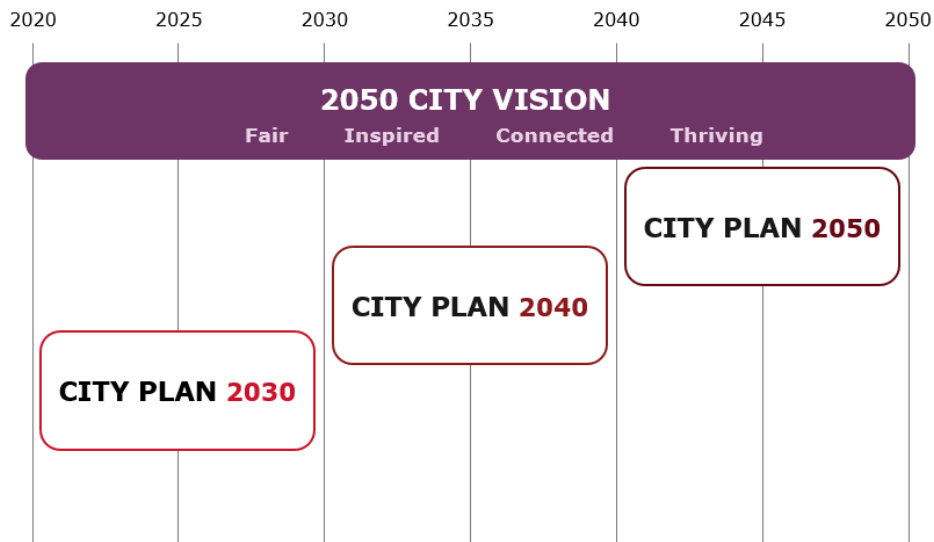 2020 2025 2030 2035 2040 2045 2050
2050 CITY VISION
Fair Inspired Connected Thriving
CITY PLAN 2050
CITY PLAN 2040
CITY PLAN 2030